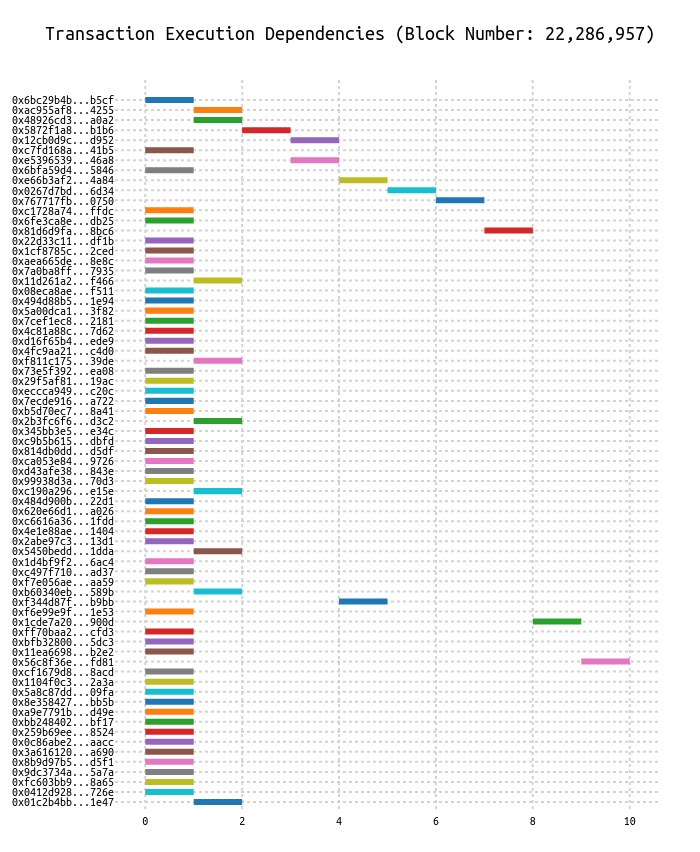 Transaction Execution Dependencies (Block Number: 22,286,957)
0x6bc29b4b...b5cf
0xac955af8...4255
0x48926cd3...a0a2
0x5872f1a8...b1b6
0x12cb0d9c...d952
0xc7fd168a...41b5
0xe5396539...46a8
0x6bfa59d4...5846
0xe66b3af2...4a84
0x0267d7bd...6d34
0x767717fb...0750
0xc1728a74...ffdc
0x6fe3ca8e...db25
0x81d6d9fa...8bc6
0x22d33c11...df1b
0x1cf8785c...2ced
0xaea665de...8e8c
0x7a0ba8ff...7935
0x11d261a2...f466
0x08eca8ae...f511
0x494d88b5...1e94
0x5a00dca1...3f82
0x7cef1ec8...2181
0x4c81a88c...7d62
0xd16f65b4...ede9
0x4fc9aa21...c4d0
0xf811c175...39de
0x73e5f392...ea08
0x29f5af81...19ac
0xeccca949...c20c
0x7ecde916...a722
0xb5d70ec7...8a41
0x2b3fc6f6...d3c2
0x345bb3e5...e34c
0xc9b5b615...dbfd
0x814db0dd...d5df
0xca053e84...9726
0xd43afe38...843e
0x99938d3a...70d3
0xc190a296...e15e
0x484d900b...22d1
0x620e66d1...a026
0xc6616a36...1fdd
0x4e1e88ae...1404
0x2abe97c3...13d1
0x5450bedd...1dda
0x1d4bf9f2...6ac4
0xc497f710...ad37
0xf7e056ae...aa59
0xb60340eb...589b
0xf344d87f...b9bb
0xf6e99e9f...1e53
0x1cde7a20...900d
0xff70baa2...cfd3
0xbfb32800...5dc3
0x11ea6698...b2e2
0x56c8f36e...fd81
0xcf1679d8...8acd
0x1104f0c3...2a3a
0x5a8c87dd...09fa
0x8e358427...bb5b
0xa9e7791b...d49e
0xbb248402...bf17
0x259b69ee...8524
0x0c86abe2...aacc
0x3a616120...a690
0x8b9d97b5...d5f1
0x9dc3734a...5a7a
0xfc603bb9...8a65
0x0412d928...726e
0x01c2b4bb...1e47
0 2 4 6 8 10